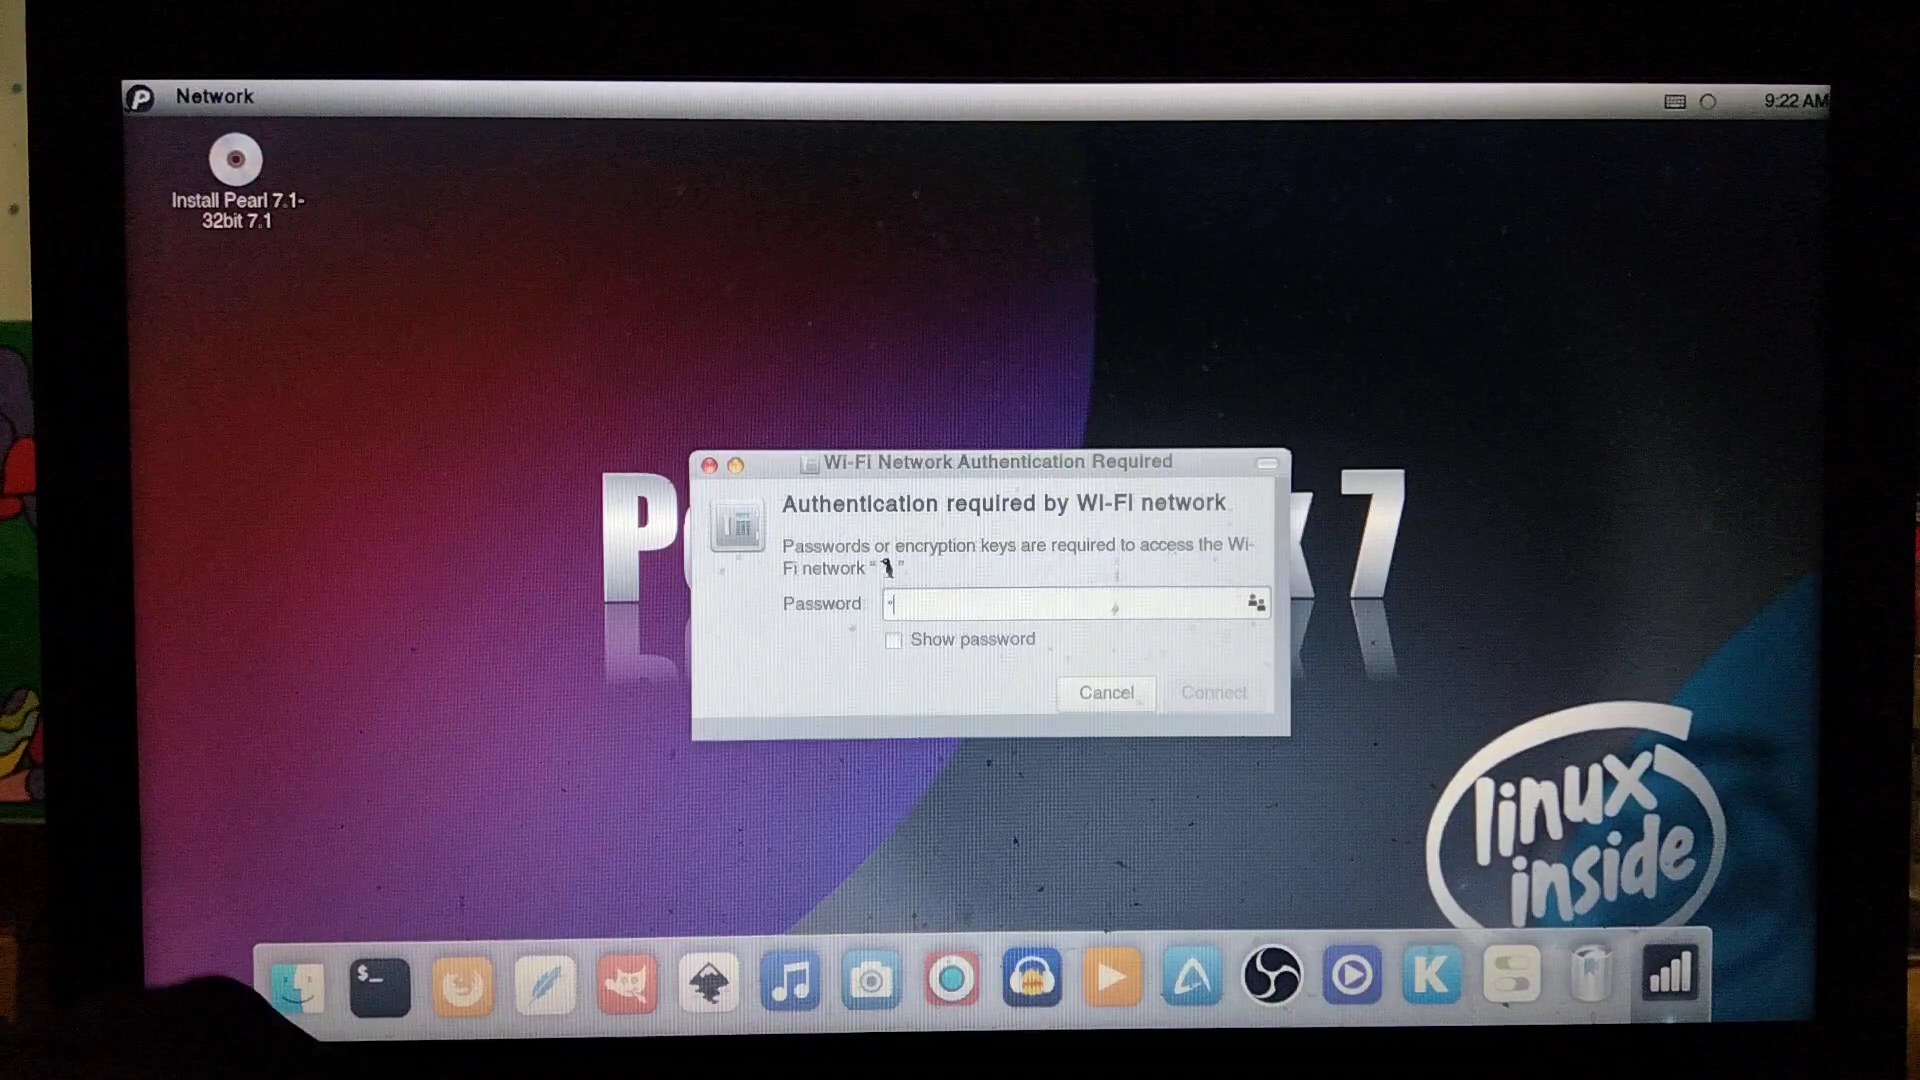 Network
9:22 AM
Install Pearl 7.1-
32bit 7.1
Wi-Fi Network Authentication Required
Authentication required by Wi-Fi network
Passwords or encryption keys are required to access the Wi-
Fi network “🐧”
Password
Show password
Cancel
Connect
7
linux
inside
$_
K